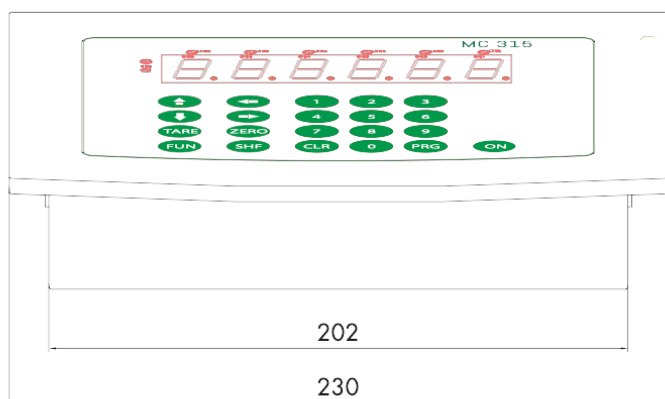 MC 315
1 2 3
4 5 6
TARE ZERO 7 8 9
FUN SHF CLR 0 PRG ON
202
230